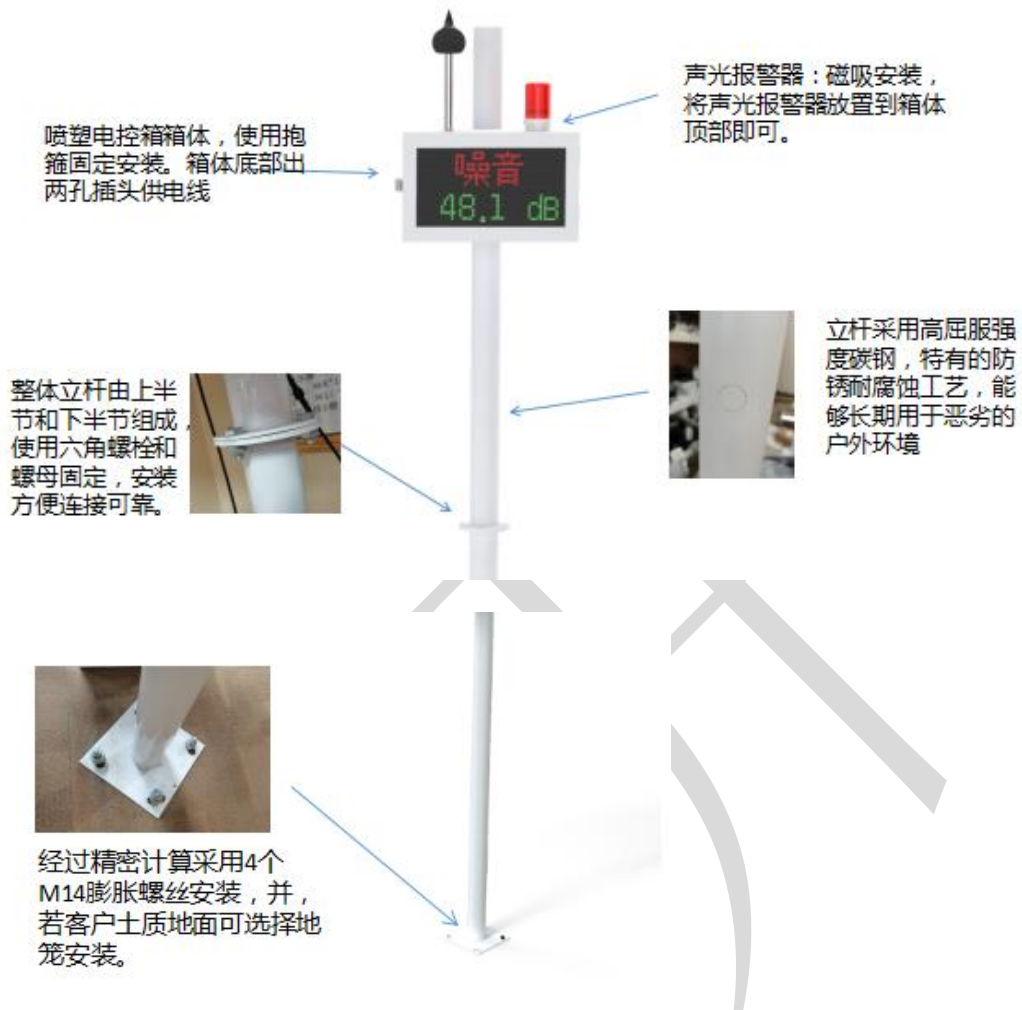 声光报警器：磁吸安装，
将声光报警器放置到箱体
顶部即可。
喷塑电控箱箱体，使用抱
箍固定安装。箱体底部出
两孔插头供电线
噪音
48.1 dB
立杆采用高屈服强
度碳钢，特有的防
锈耐腐蚀工艺，能
够长期用于恶劣的
户外环境
整体立杆由上半
节和下半节组成，
使用六角螺栓和
螺母固定，安装
方便连接可靠。
经过精密计算采用4个
M14膨胀螺丝安装，并，
若客户土质地面可选择地
笼安装。